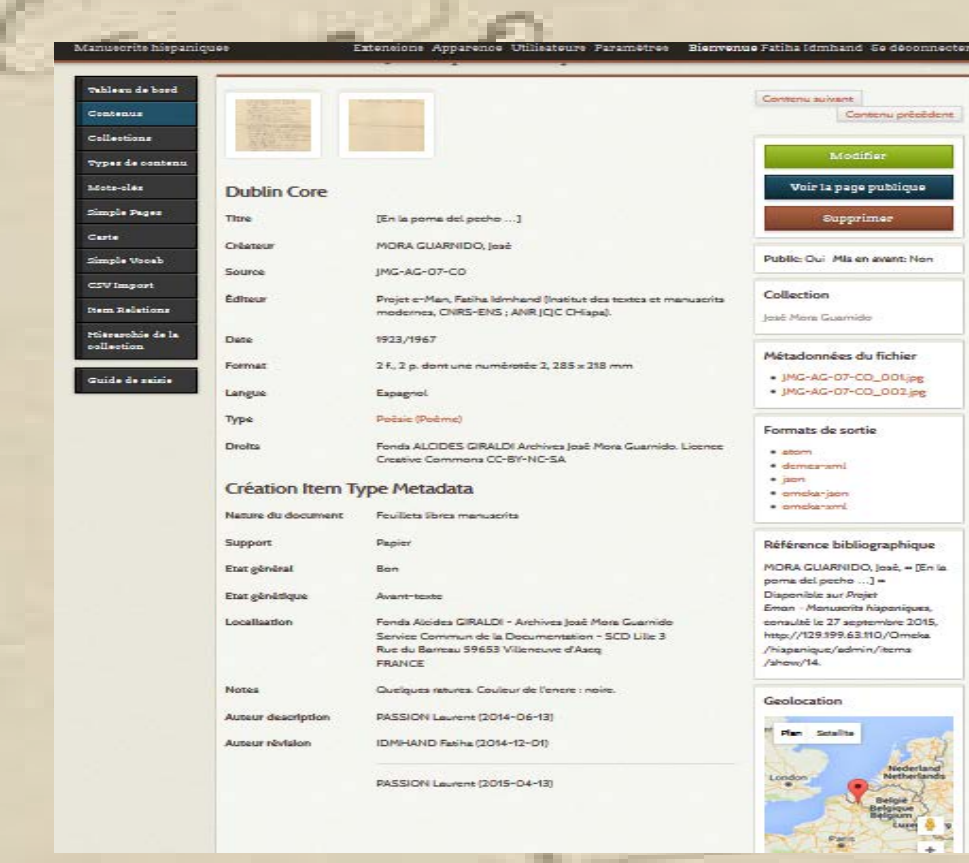 Manuscrits hispaniques
Extensions Apparence Utilisateurs Paramètres Bienvenue Fatiha Idmhand Se déconnecter
Tableau de bord
Contenus
Collections
Types de contenu
Mots-clés
Simple Pages
Carte
Simple Vocab
CSV Import
Item Relations
Hiérarchie de la
collection
Guide de saisie
Dublin Core
Titre [En la poma del pecho ...]
Créateur MORA GUARNIDO, José
Source JMG-AG-07-CO
Éditeur Projet e-Man, Fatiha Idmhand (Institut des textes et manuscrits
modernes, CNRS-ENS ; ANR JCJC CHispa).
Date 1923/1967
Format 2 f., 2 p. dont une numérotée 2, 285 x 218 mm
Langue Espagnol
Type Poésie (Poème)
Droits Fonds ALCIDES GIRALDI Archives José Mora Guarnido. Licence
Creative Commons CC-BY-NC-SA
Création Item Type Metadata
Nature du document Feuillets libres manuscrits
Support Papier
Etat général Bon
Etat génétique Avant-texte
Localisation Fonds Alcides GIRALDI - Archives José Mora Guarnido
Service Commun de la Documentation - SCD Lille 3
Rue du Barreau 59653 Villeneuve d'Ascq
FRANCE
Notes Quelques ratures. Couleur de l'encre : noire.
Auteur description PASSION Laurent (2014-06-13)
Auteur révision IDMHAND Fatiha (2014-12-01)
PASSION Laurent (2015-04-13)
Contenu suivant
Contenu précédent
Modifier
Voir la page publique
Supprimer
Public: Oui Mis en avant: Non
Collection
José Mora Guarnido
Métadonnées du fichier
JMG-AG-07-CO_001.jpg
JMG-AG-07-CO_002.jpg
Formats de sortie
atom
dcmes-xml
json
omeka-json
omeka-xml
Référence bibliographique
MORA GUARNIDO, José, « [En la
poma del pecho ...] »
Disponible sur Projet
Eman - Manuscrits hispaniques,
consulté le 27 septembre 2015,
http://129.199.63.110/Omeka
/hispanique/admin/items
/show/14.
Geolocation
Plan Satellite
London
Nederland
Netherlands
België
Belgique
Belgium
Paris